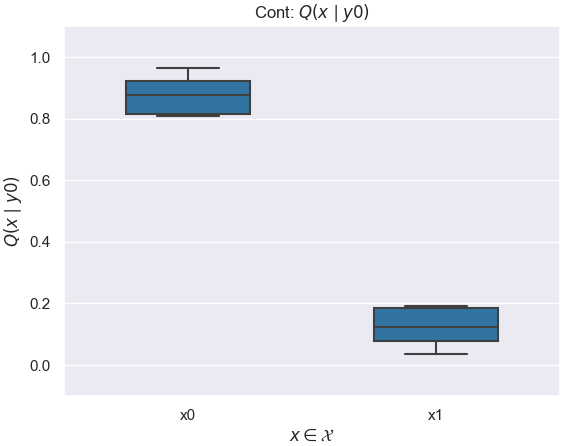 Cont: Q(x | y0)
1.0
0.8
0.6
0.4
0.2
0.0
Q(x | y0)
x0 x1
x ∈ 𝒳